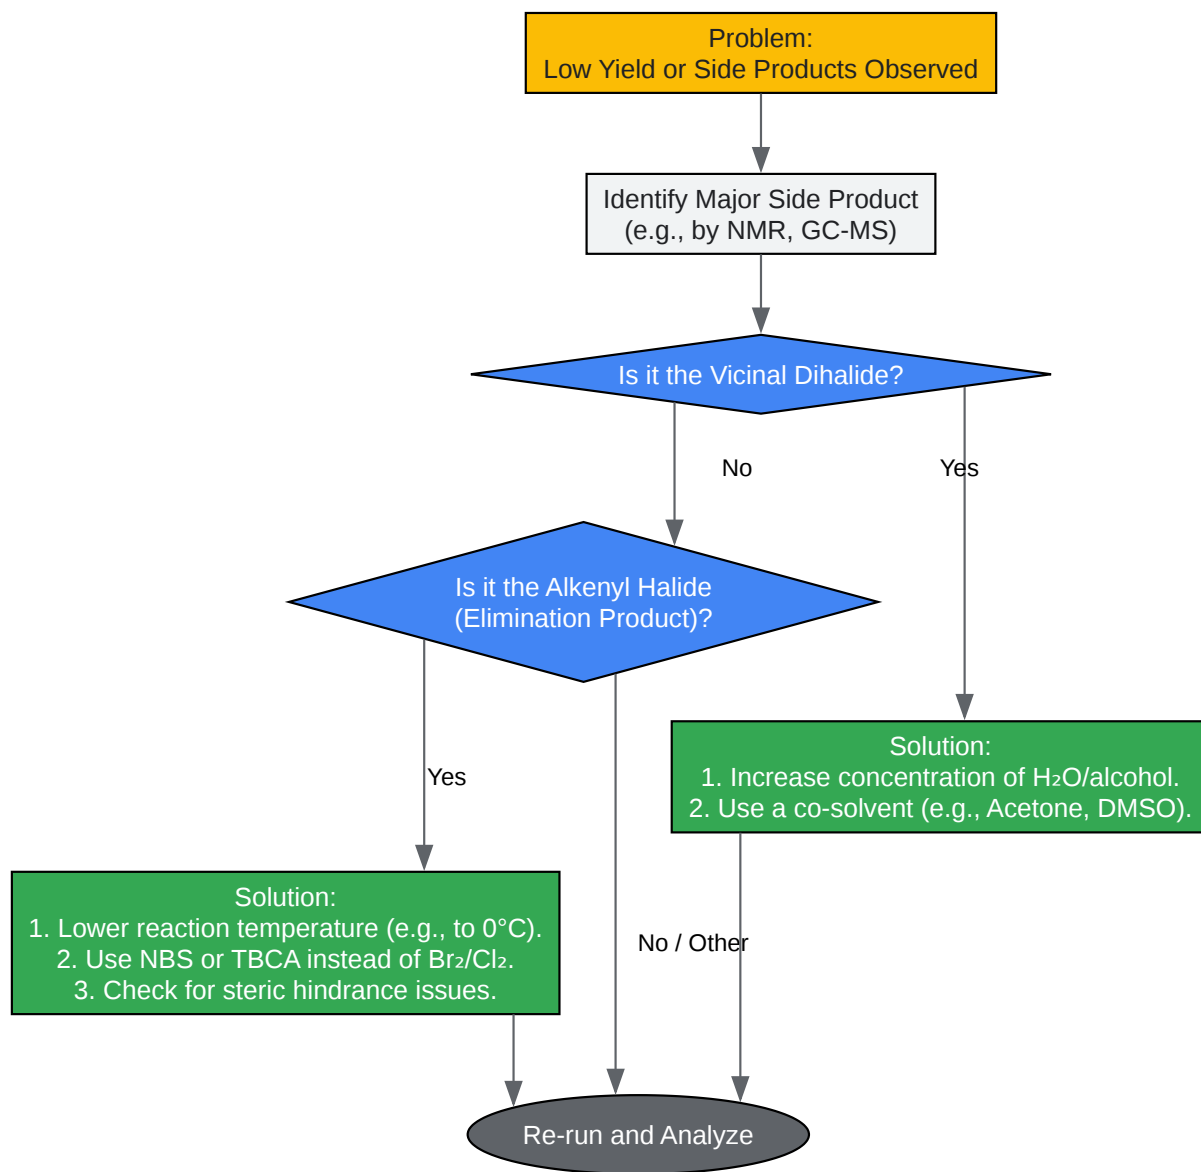 Problem:
Low Yield or Side Products Observed
Identify Major Side Product
(e.g., by NMR, GC-MS)
Is it the Vicinal Dihalide?
No
Yes
Is it the Alkenyl Halide
(Elimination Product)?
Solution:
1. Increase concentration of H₂O/alcohol.
2. Use a co-solvent (e.g., Acetone, DMSO).
Yes
Solution:
1. Lower reaction temperature (e.g., to 0°C).
2. Use NBS or TBCA instead of Br₂/Cl₂.
3. Check for steric hindrance issues.
No / Other
Re-run and Analyze